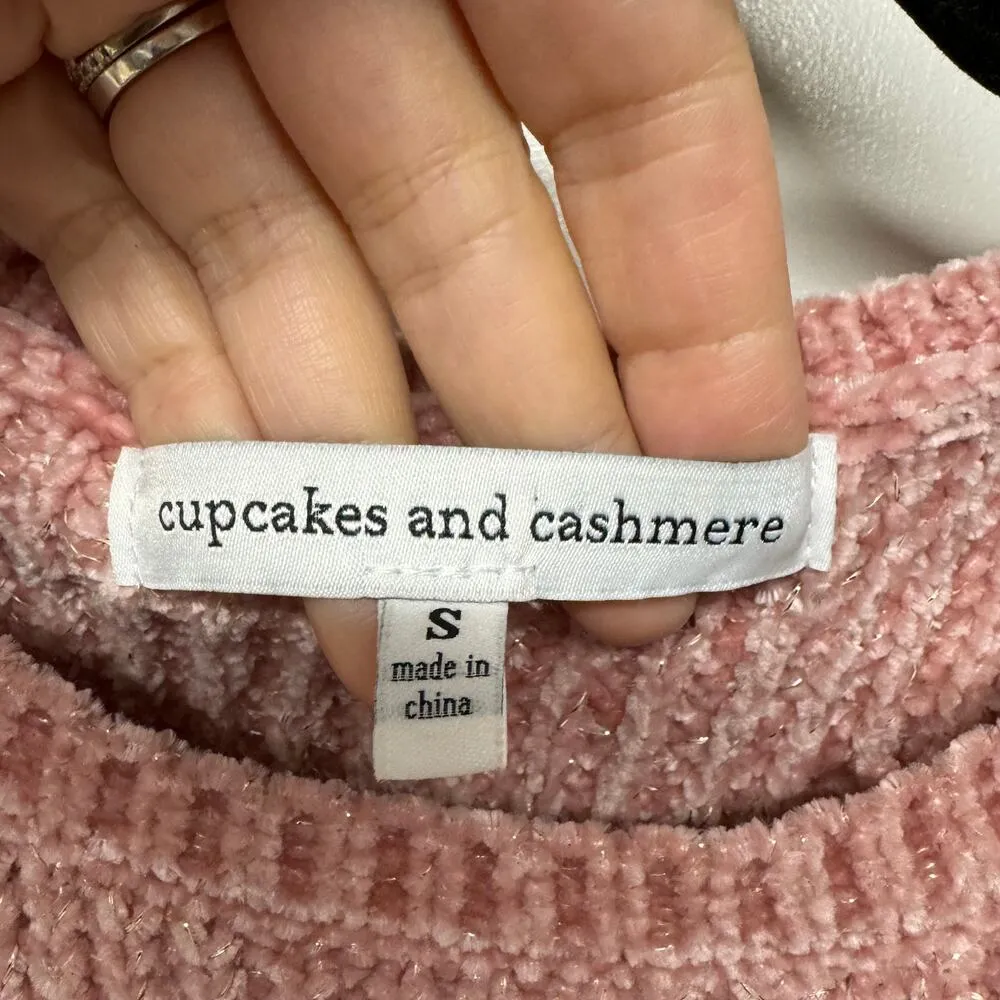 cupcakes and cashmere
S
made in
china